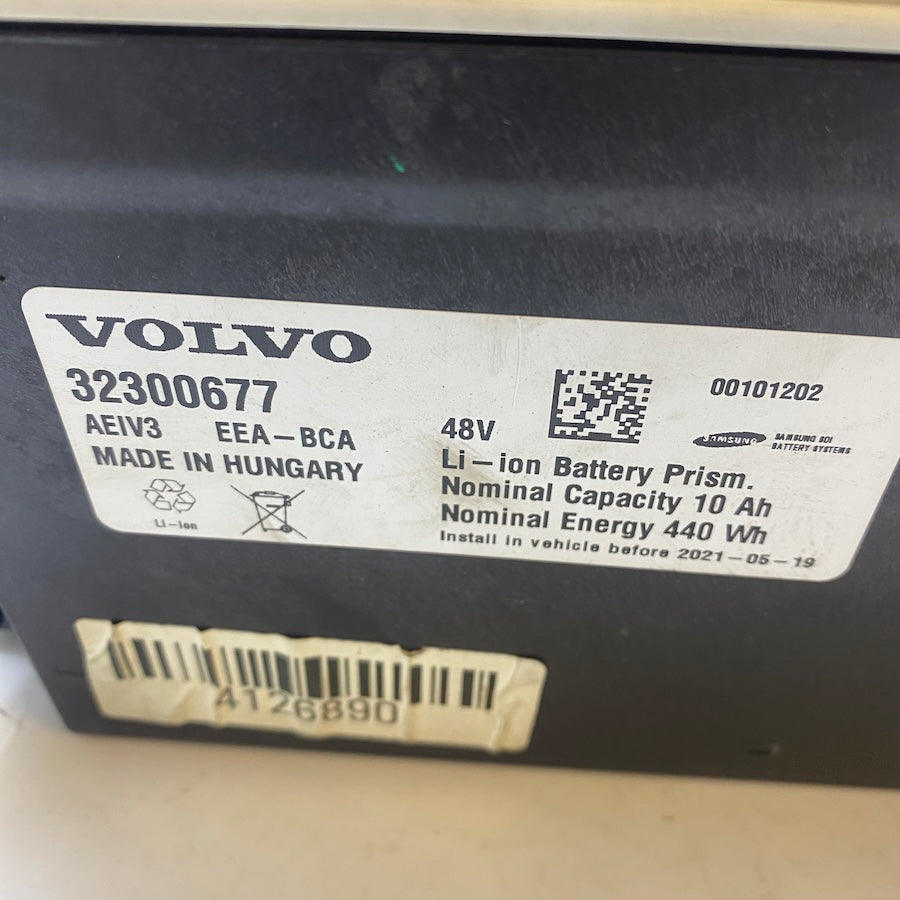 VOLVO
32300677
AEIV3 EEA-BCA
MADE IN HUNGARY
Li-ion
00101202
48V
SAMSUNG
SAMSUNG SDI
BATTERY SYSTEMS
Li-ion Battery Prism.
Nominal Capacity 10 Ah
Nominal Energy 440 Wh
Install in vehicle before 2021-05-19
4126890